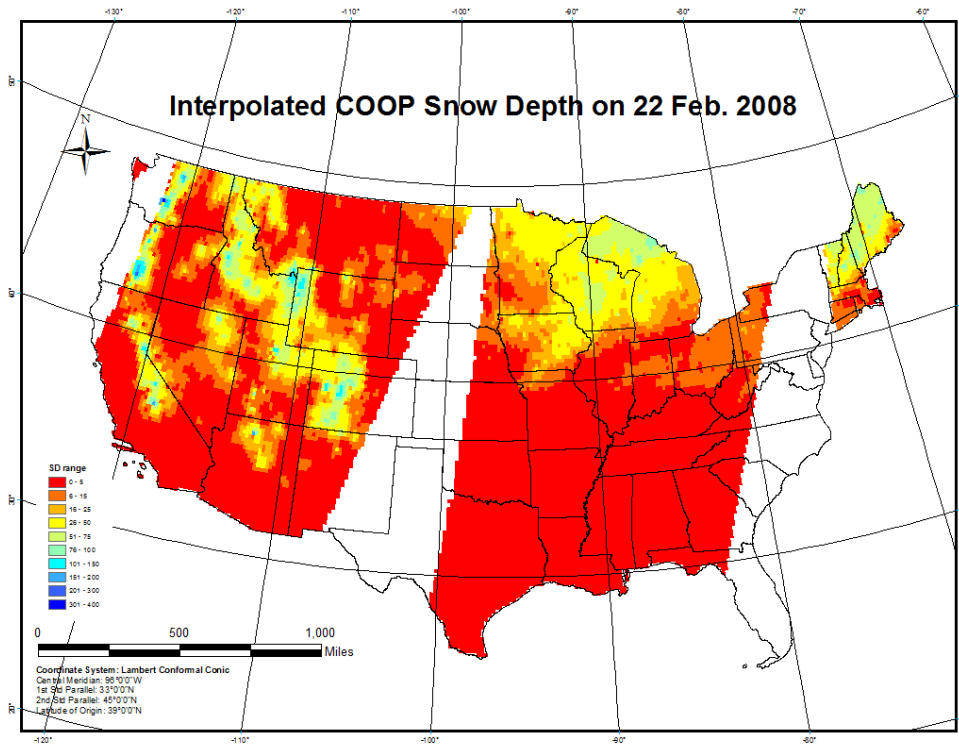 -130° -120° -110° -100° -90° -80° -70° -60°
Interpolated COOP Snow Depth on 22 Feb. 2008
N
SD range
0 - 5
6 - 15
16 - 25
26 - 50
51 - 75
76 - 100
101 - 150
151 - 200
201 - 300
301 - 400
0 500 1,000
Miles
Coordinate System: Lambert Conformal Conic
Central Meridian: 96°0'0"W
1st Std Parallel: 33°0'0"N
2nd Std Parallel: 45°0'0"N
Latitude of Origin: 39°0'0"N
-120° -110° -100° -90° -80°